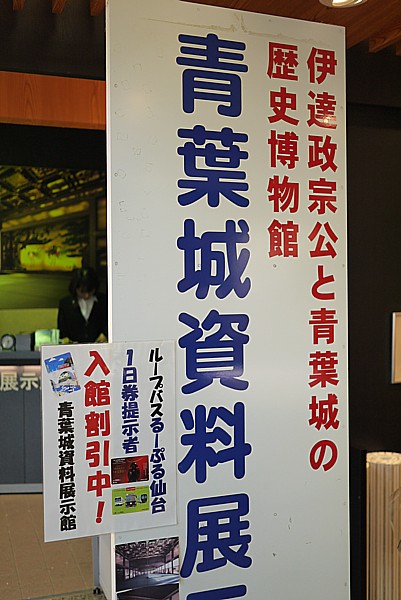 伊達政宗公と青葉城の
歴史博物館
青葉城資料展
ループバスるーぷる仙台
1日券提示者
入館割引中！
青葉城資料展示館
展示